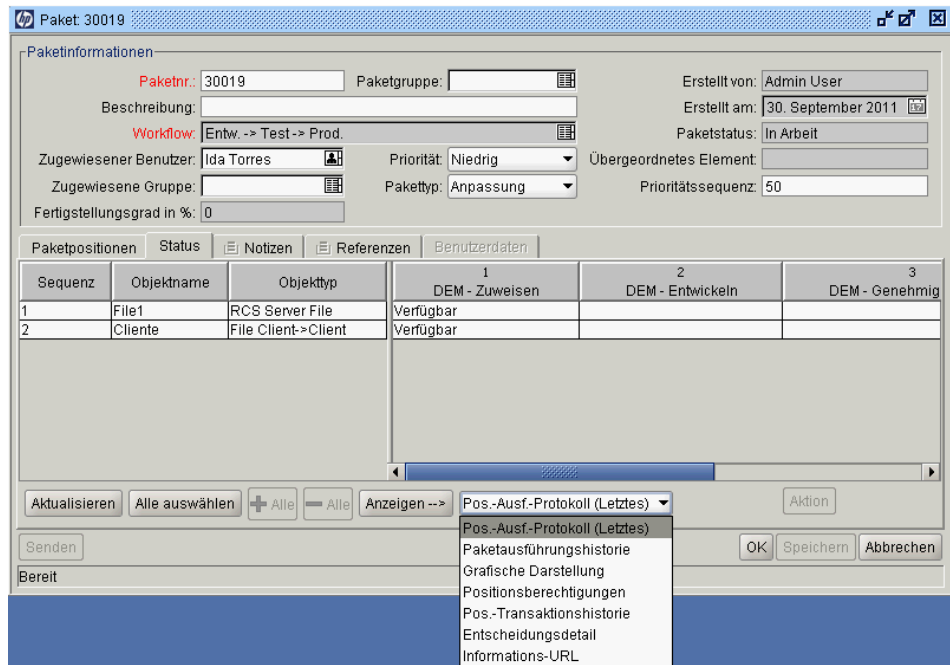 hp Paket: 30019
Paketinformationen
Paketnr.: 30019 Paketgruppe: Erstellt von: Admin User
Beschreibung: Erstellt am: 30. September 2011 17
Workflow: Entw. -> Test -> Prod. Paketstatus: In Arbeit
Zugewiesener Benutzer: Ida Torres Priorität: Niedrig Übergeordnetes Element:
Zugewiesene Gruppe: Pakettyp: Anpassung Prioritätssequenz: 50
Fertigstellungsgrad in %: 0
Paketpositionen Status Notizen Referenzen Benutzerdaten
Sequenz Objektname Objekttyp 1 DEM - Zuweisen 2 DEM - Entwickeln 3 DEM - Genehmig
1 File1 RCS Server File Verfügbar
2 Cliente File Client->Client Verfügbar
Aktualisieren Alle auswählen Alle Alle Anzeigen --> Pos.-Ausf.-Protokoll (Letztes) Aktion
Pos.-Ausf.-Protokoll (Letztes)
Senden Paketausführungshistorie OK Speichern Abbrechen
Grafische Darstellung
Bereit
Positionsberechtigungen
Pos.-Transaktionshistorie
Entscheidungsdetail
Informations-URL